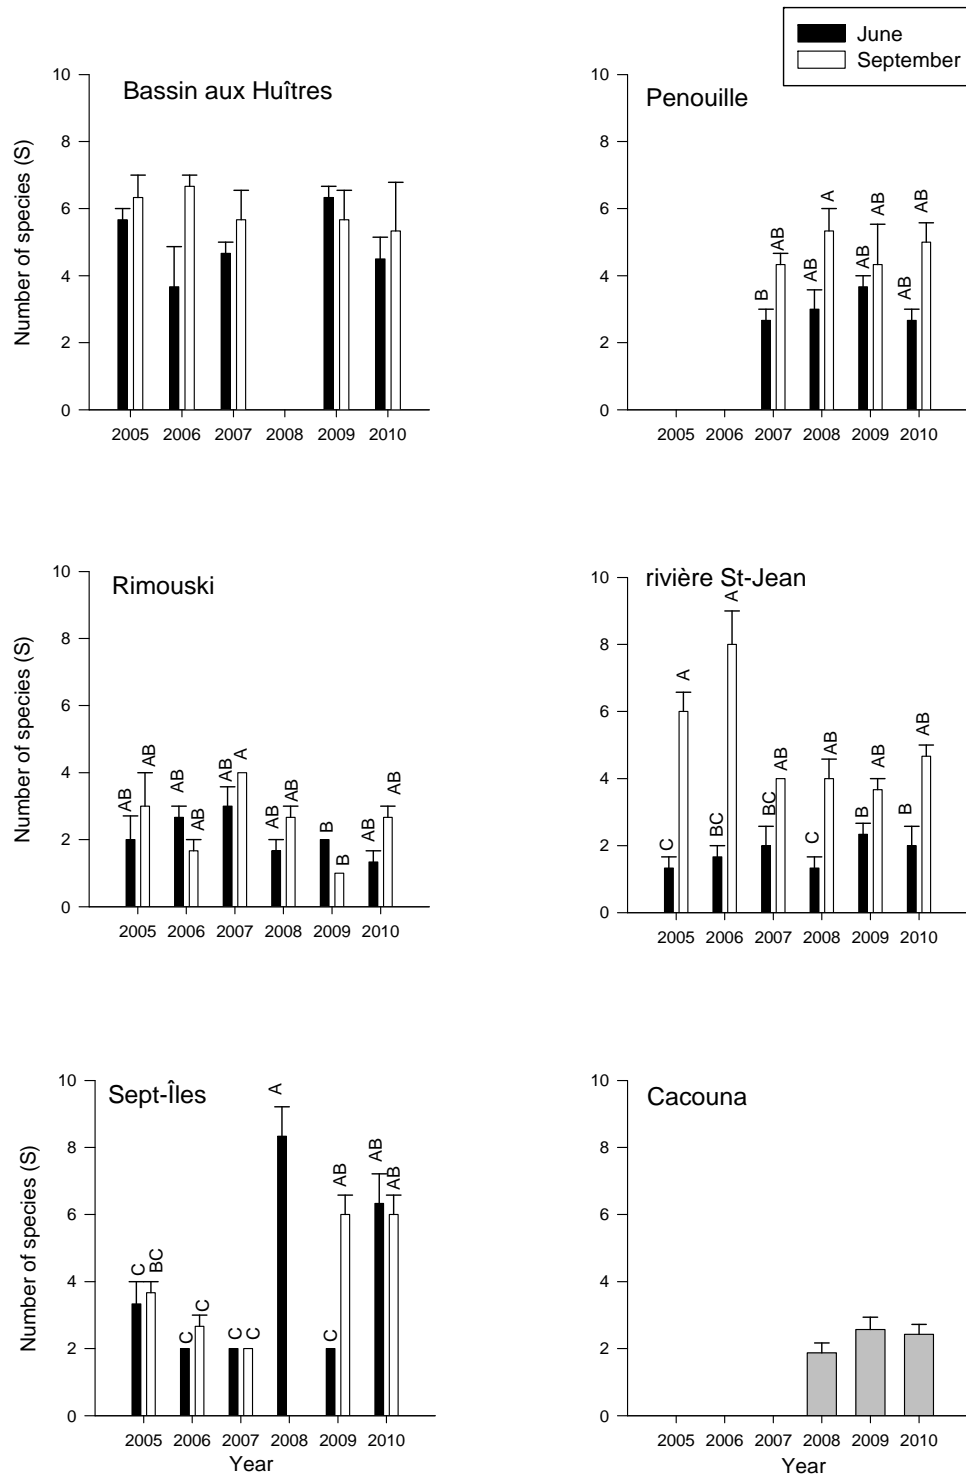 June
September
Bassin aux Huîtres
Number of species (S)
10
8
6
4
2
0
2005 2006 2007 2008 2009 2010
Penouille
10
8
6
4
2
0
B AB AB A AB AB AB AB
2005 2006 2007 2008 2009 2010
Rimouski
Number of species (S)
10
8
6
4
2
0
AB AB AB AB AB A AB AB B B AB AB
2005 2006 2007 2008 2009 2010
rivière St-Jean
10
8
6
4
2
0
C A BC A BC AB C AB B AB B AB
2005 2006 2007 2008 2009 2010
Sept-Îles
Number of species (S)
10
8
6
4
2
0
C BC C C C C A C AB AB AB
2005 2006 2007 2008 2009 2010
Year
Cacouna
10
8
6
4
2
0
2005 2006 2007 2008 2009 2010
Year